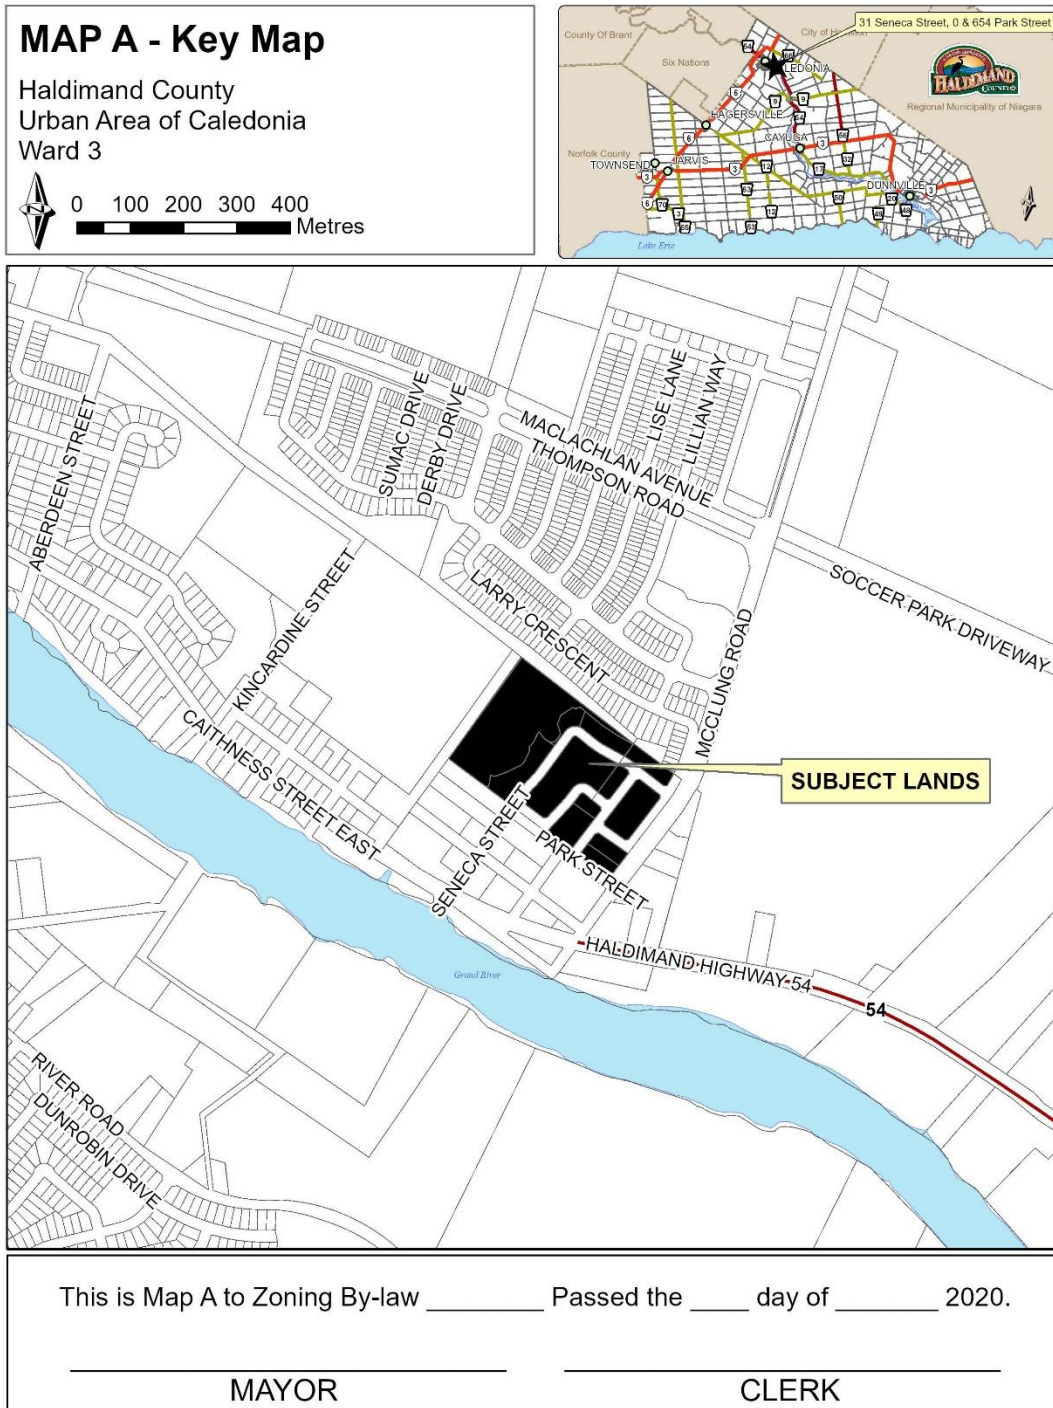 MAP A - Key Map
Haldimand County
Urban Area of Caledonia
Ward 3
N
0 100 200 300 400
Metres
31 Seneca Street, 0 & 654 Park Street
County Of Brant
Six Nations
HALDIMAND
COUNTY
Regional Municipality of Niagara
HAGERSVILLE
CAYUGA
Norfolk County
TOWNSEND
JARVIS
DUNNVILLE
Lake Erie
LISE LANE
LILLIAN WAY
SUMAC DRIVE
DERBY DRIVE
MACLACHLAN AVENUE
THOMPSON ROAD
ABERDEEN STREET
KINCARDINE STREET
LARRY CRESCENT
SOCCER PARK DRIVEWAY
MCCLUNG ROAD
CAITHNESS STREET EAST
SUBJECT LANDS
SENECA STREET
PARK STREET
HALDIMAND HIGHWAY 54
54
Grand River
RIVER ROAD
DUNROBIN DRIVE
This is Map A to Zoning By-law ________ Passed the ____ day of _______ 2020.
MAYOR
CLERK